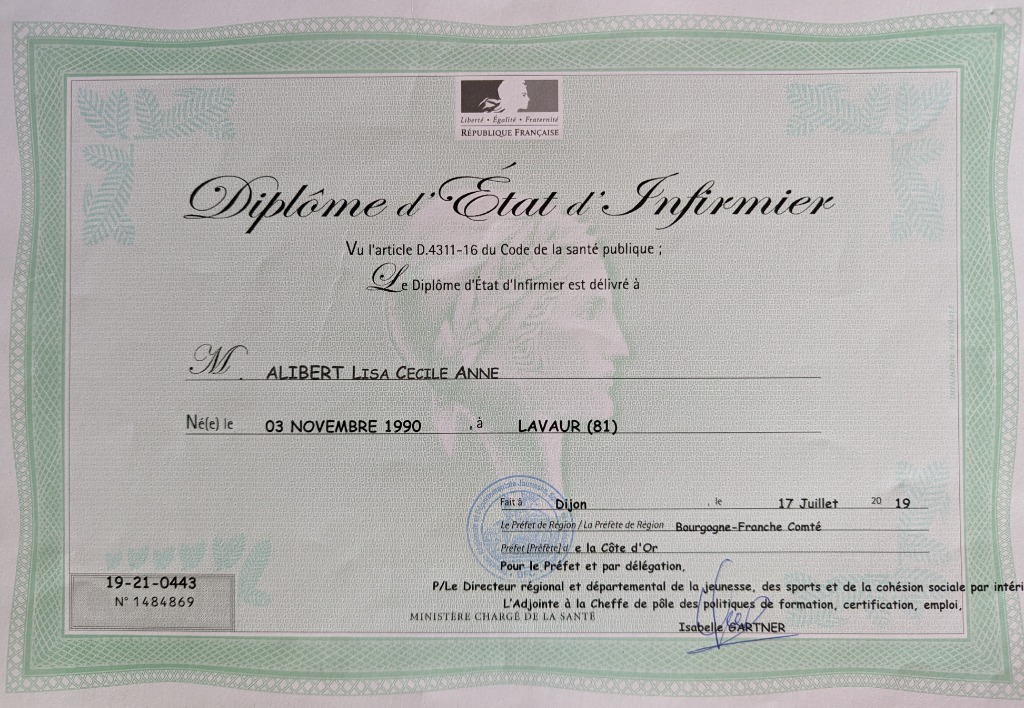 Liberté • Égalité • Fraternité
RÉPUBLIQUE FRANÇAISE
Diplôme d'État d'Infirmier
Vu l'article D.4311-16 du Code de la santé publique ;
Le Diplôme d'État d'Infirmier est délivré à
M. ALIBERT LISA CECILE ANNE
Né(e) le 03 NOVEMBRE 1990 , à LAVAUR (81)
Fait à Dijon , le 17 Juillet 20 19
Le Préfet de Région / La Préfète de Région Bourgogne-Franche Comté
Préfet [Préfète] d e la Côte d'Or
Pour le Préfet et par délégation,
P/Le Directeur régional et départemental de la jeunesse, des sports et de la cohésion sociale par intéri
L'Adjointe à la Cheffe de pôle des politiques de formation, certification, emploi,
Isabelle GARTNER
19-21-0443
N° 1484869
MINISTÈRE CHARGÉ DE LA SANTÉ